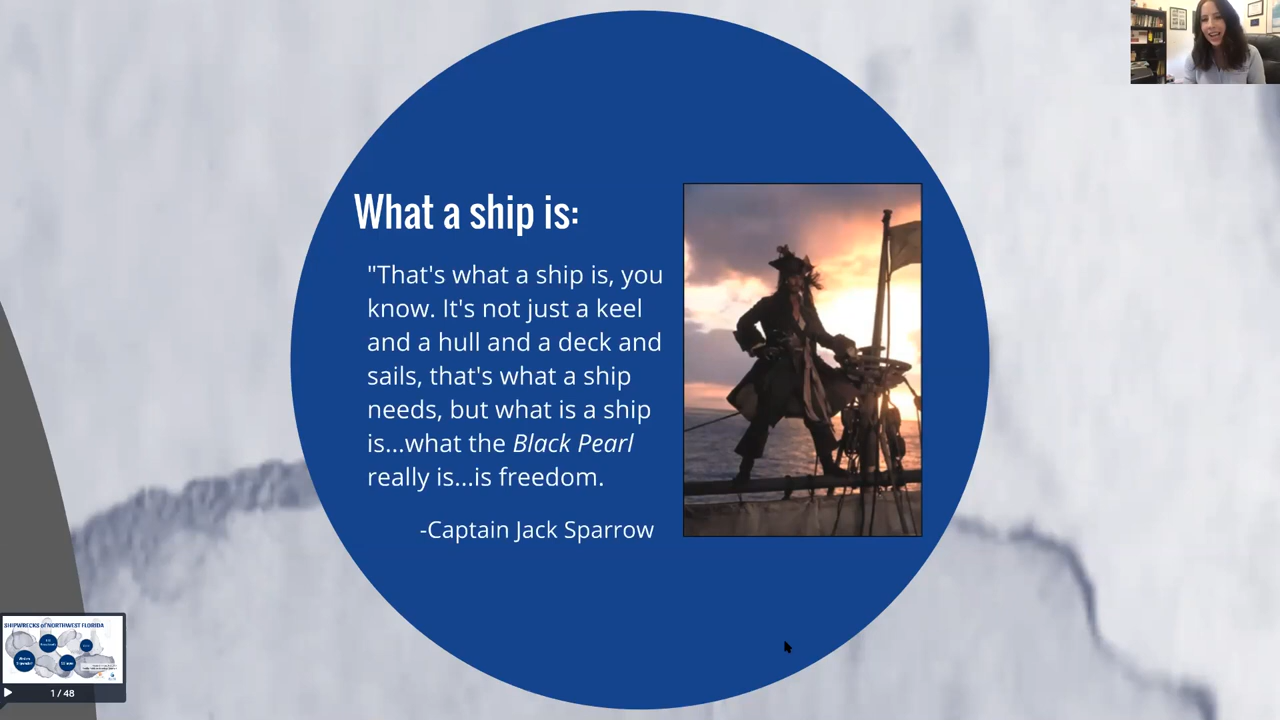 What a ship is:
"That's what a ship is, you
know. It's not just a keel
and a hull and a deck and
sails, that's what a ship
needs, but what is a ship
is...what the Black Pearl
really is...is freedom.
-Captain Jack Sparrow
SHIPWRECKS of NORTHWEST FLORIDA
1 / 48